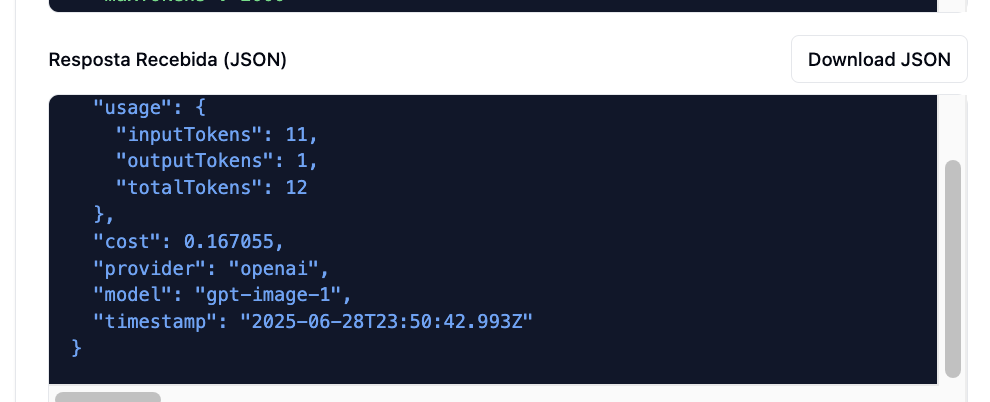 Resposta Recebida (JSON)
Download JSON
"usage": {
"inputTokens": 11,
"outputTokens": 1,
"totalTokens": 12
},
"cost": 0.167055,
"provider": "openai",
"model": "gpt-image-1",
"timestamp": "2025-06-28T23:50:42.993Z"
}